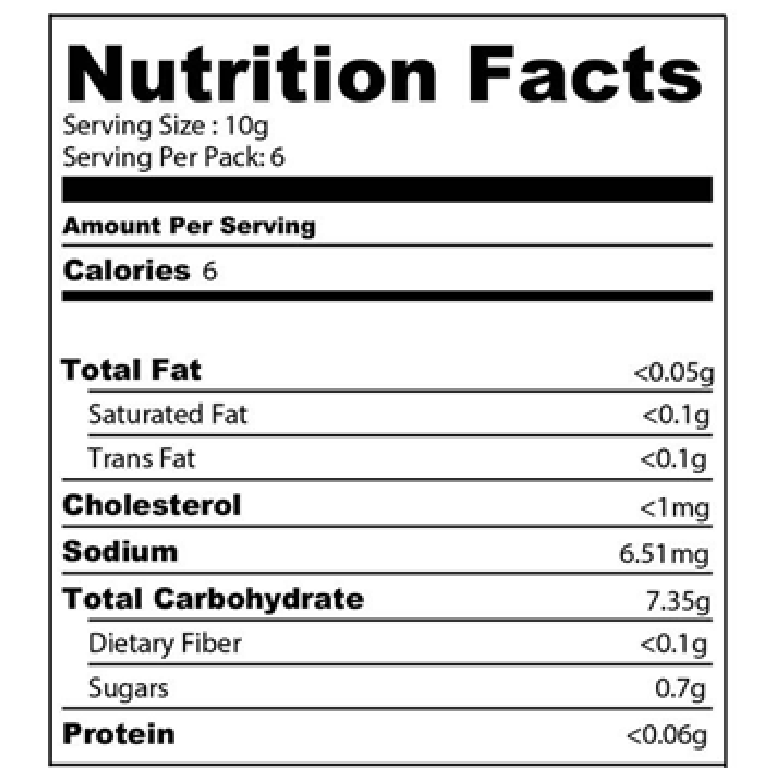 Nutrition Facts
Serving Size : 10g
Serving Per Pack: 6
Amount Per Serving
Calories 6
Total Fat <0.05g
Saturated Fat <0.1g
Trans Fat <0.1g
Cholesterol <1mg
Sodium 6.51mg
Total Carbohydrate 7.35g
Dietary Fiber <0.1g
Sugars 0.7g
Protein <0.06g